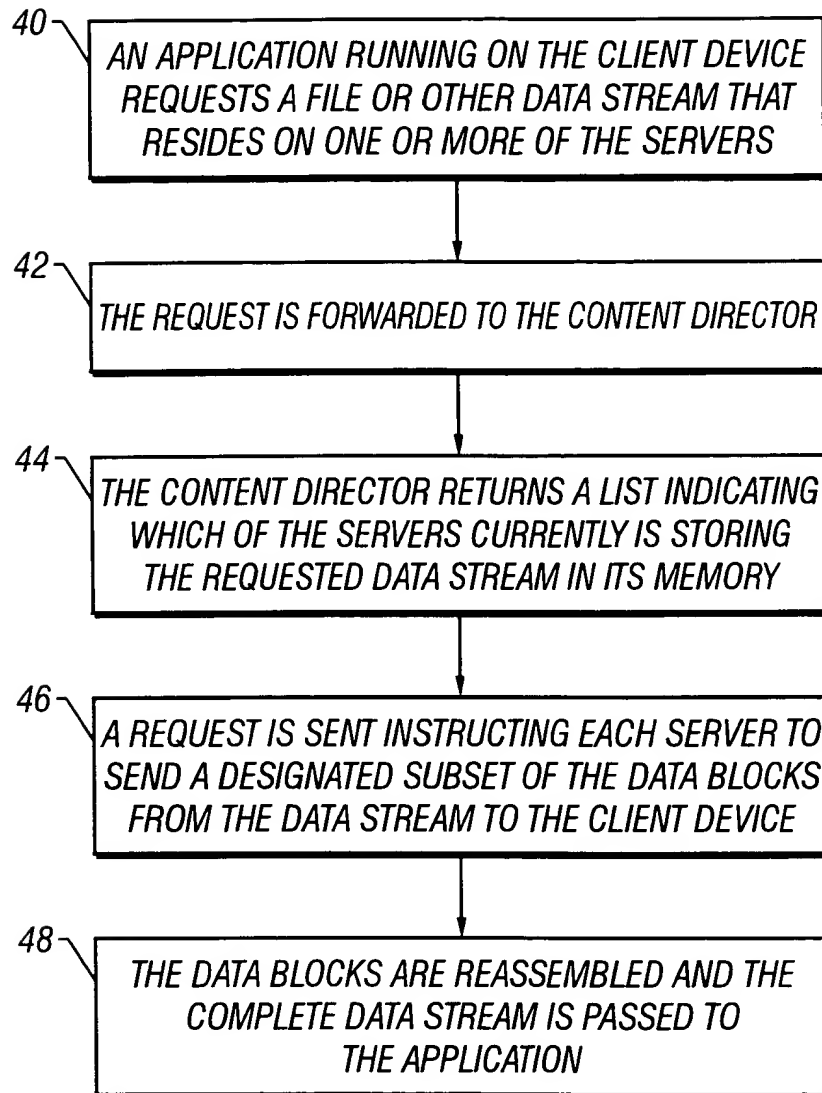 40
AN APPLICATION RUNNING ON THE CLIENT DEVICE
REQUESTS A FILE OR OTHER DATA STREAM THAT
RESIDES ON ONE OR MORE OF THE SERVERS
42
THE REQUEST IS FORWARDED TO THE CONTENT DIRECTOR
44
THE CONTENT DIRECTOR RETURNS A LIST INDICATING
WHICH OF THE SERVERS CURRENTLY IS STORING
THE REQUESTED DATA STREAM IN ITS MEMORY
46
A REQUEST IS SENT INSTRUCTING EACH SERVER TO
SEND A DESIGNATED SUBSET OF THE DATA BLOCKS
FROM THE DATA STREAM TO THE CLIENT DEVICE
48
THE DATA BLOCKS ARE REASSEMBLED AND THE
COMPLETE DATA STREAM IS PASSED TO
THE APPLICATION